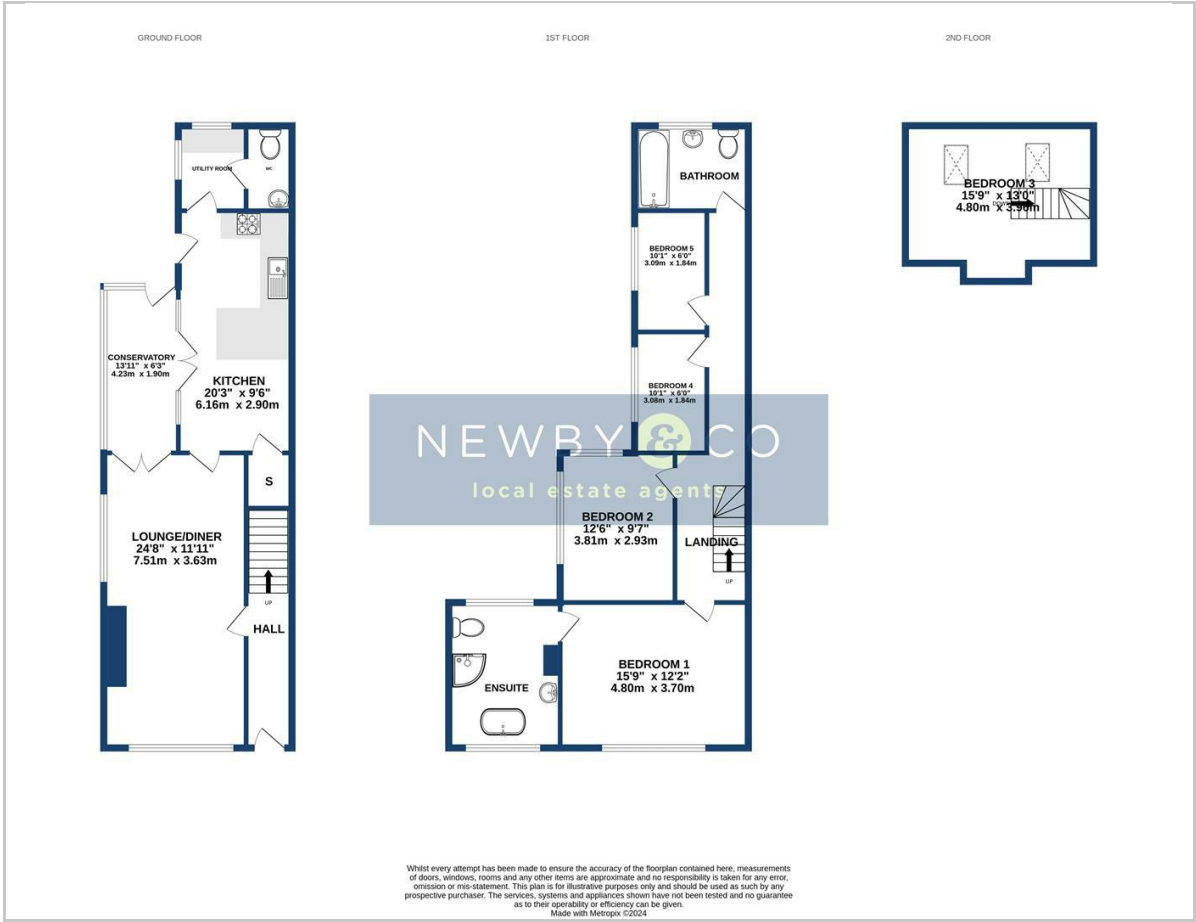 GROUND FLOOR
1ST FLOOR
2ND FLOOR
UTILITY ROOM
WC
CONSERVATORY
13'11" x 6'3"
4.23m x 1.90m
KITCHEN
20'3" x 9'6"
6.16m x 2.90m
S
LOUNGE/DINER
24'8" x 11'11"
7.51m x 3.63m
UP
HALL
BATHROOM
BEDROOM 5
10'1" x 6'0"
3.09m x 1.84m
BEDROOM 4
10'1" x 6'0"
3.08m x 1.84m
NEWBY & CO
local estate agents
BEDROOM 2
12'6" x 9'7"
3.81m x 2.93m
LANDING
UP
BEDROOM 1
15'9" x 12'2"
4.80m x 3.70m
ENSUITE
BEDROOM 3
15'9" x 13'0"
DOWN
4.80m x 3.96m
Whilst every attempt has been made to ensure the accuracy of the floorplan contained here, measurements
of doors, windows, rooms and any other items are approximate and no responsibility is taken for any error,
omission or mis-statement. This plan is for illustrative purposes only and should be used as such by any
prospective purchaser. The services, systems and appliances shown have not been tested and no guarantee
as to their operability or efficiency can be given.
Made with Metropix ©2024